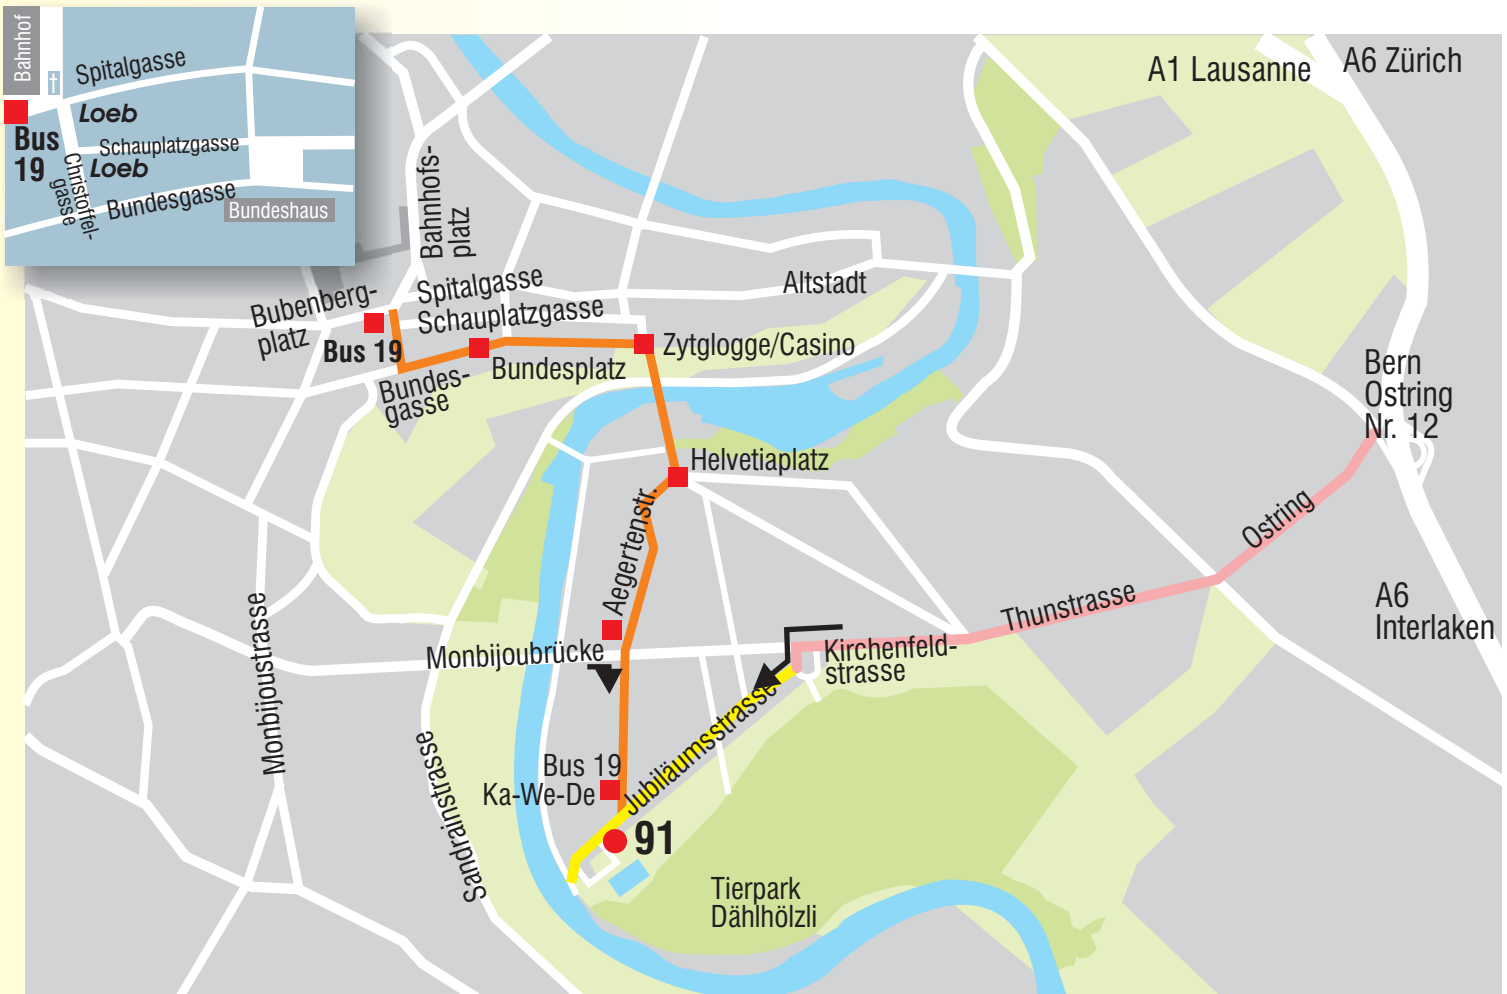 Bahnhof
Spitalgasse
Loeb
Bus
19
Schauplatzgasse
Loeb
Christoffel-
gasse
Bundesgasse
Bundeshaus
A1 Lausanne
A6 Zürich
Bahnhofs-
platz
Spitalgasse
Schauplatzgasse
Altstadt
Bubenberg-
platz
Bus 19
Zytglogge/Casino
Bundesplatz
Bundes-
gasse
Bern
Ostring
Nr. 12
Helvetiaplatz
Aegertenstr.
Ostring
Thunstrasse
A6
Interlaken
Monbijoustrasse
Monbijoubrücke
Kirchenfeld-
strasse
Jubiläumsstrasse
Sandrainstrasse
Bus 19
Ka-We-De
91
Tierpark
Dählhölzli